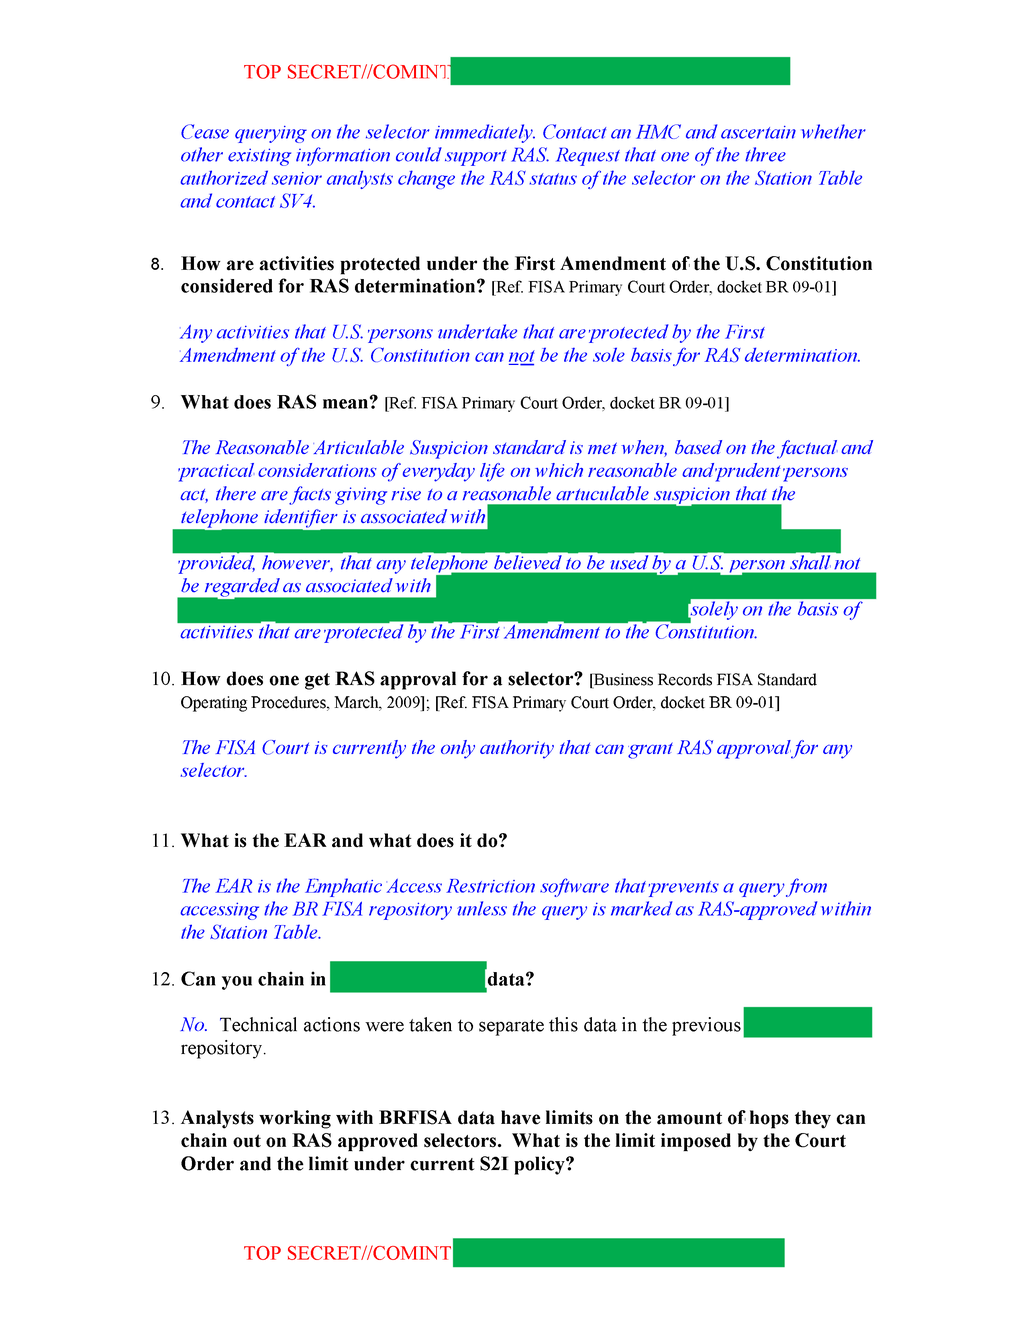 TOP SECRET//COMINT
Cease querying on the selector immediately. Contact an HMC and ascertain whether
other existing information could support RAS. Request that one of the three
authorized senior analysts change the RAS status of the selector on the Station Table
and contact SV4.
8. How are activities protected under the First Amendment of the U.S. Constitution
considered for RAS determination? [Ref. FISA Primary Court Order, docket BR 09-01]
Any activities that U.S. persons undertake that are protected by the First
Amendment of the U.S. Constitution can not be the sole basis for RAS determination.
9. What does RAS mean? [Ref. FISA Primary Court Order, docket BR 09-01]
The Reasonable Articulable Suspicion standard is met when, based on the factual and
practical considerations of everyday life on which reasonable and prudent persons
act, there are facts giving rise to a reasonable artuculable suspicion that the
telephone identifier is associated with
provided, however, that any telephone believed to be used by a U.S. person shall not
be regarded as associated with
solely on the basis of
activities that are protected by the First Amendment to the Constitution.
10. How does one get RAS approval for a selector? [Business Records FISA Standard
Operating Procedures, March, 2009]; [Ref. FISA Primary Court Order, docket BR 09-01]
The FISA Court is currently the only authority that can grant RAS approval for any
selector.
11. What is the EAR and what does it do?
The EAR is the Emphatic Access Restriction software that prevents a query from
accessing the BR FISA repository unless the query is marked as RAS-approved within
the Station Table.
12. Can you chain in data?
No. Technical actions were taken to separate this data in the previous
repository.
13. Analysts working with BRFISA data have limits on the amount of hops they can
chain out on RAS approved selectors. What is the limit imposed by the Court
Order and the limit under current S2I policy?
TOP SECRET//COMINT